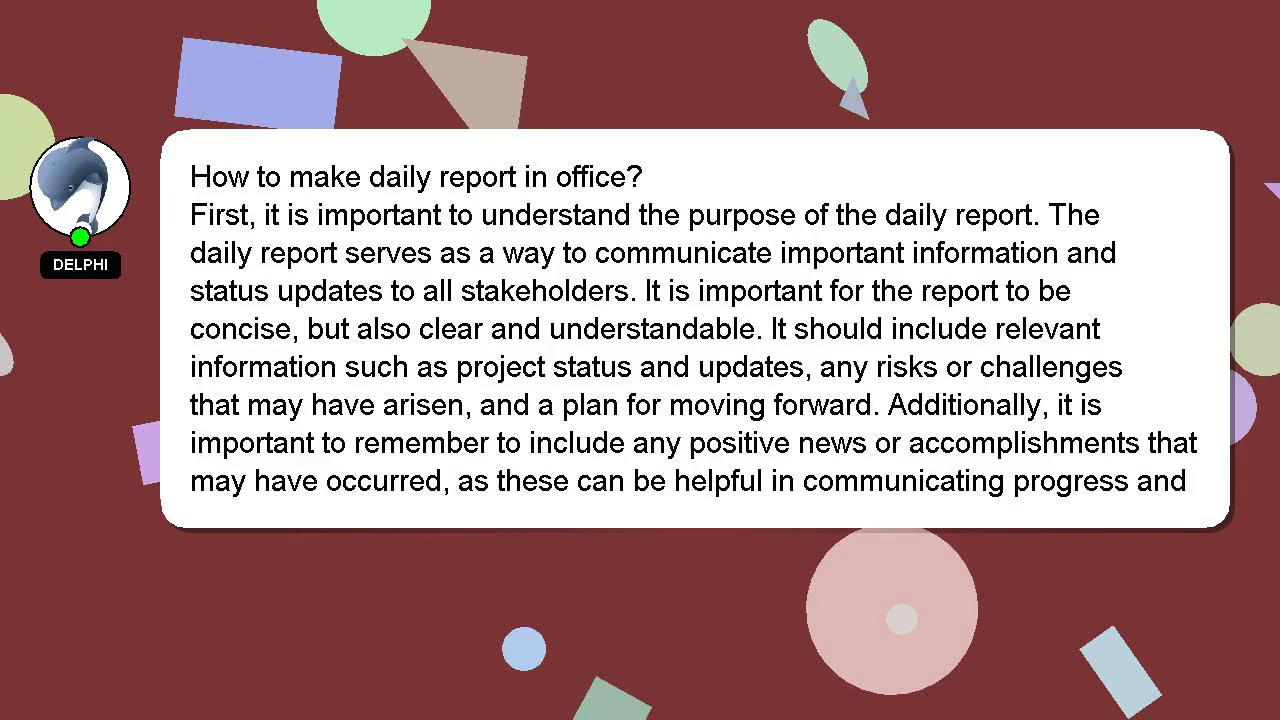 DELPHI
How to make daily report in office?
First, it is important to understand the purpose of the daily report. The
daily report serves as a way to communicate important information and
status updates to all stakeholders. It is important for the report to be
concise, but also clear and understandable. It should include relevant
information such as project status and updates, any risks or challenges
that may have arisen, and a plan for moving forward. Additionally, it is
important to remember to include any positive news or accomplishments that
may have occurred, as these can be helpful in communicating progress and